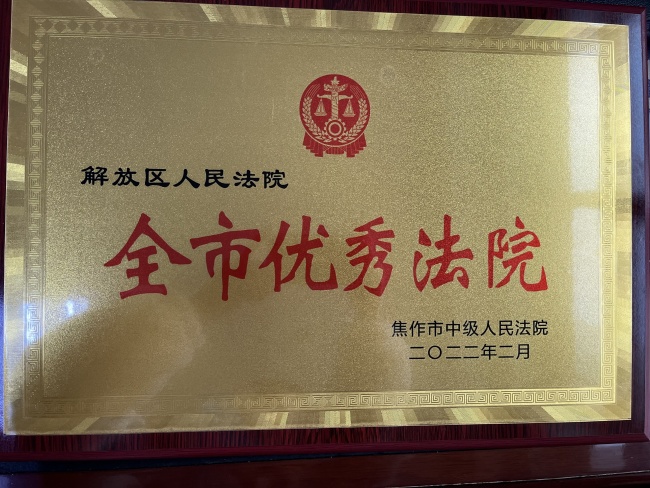 解放区人民法院
全市优秀法院
焦作市中级人民法院
二〇二二年二月